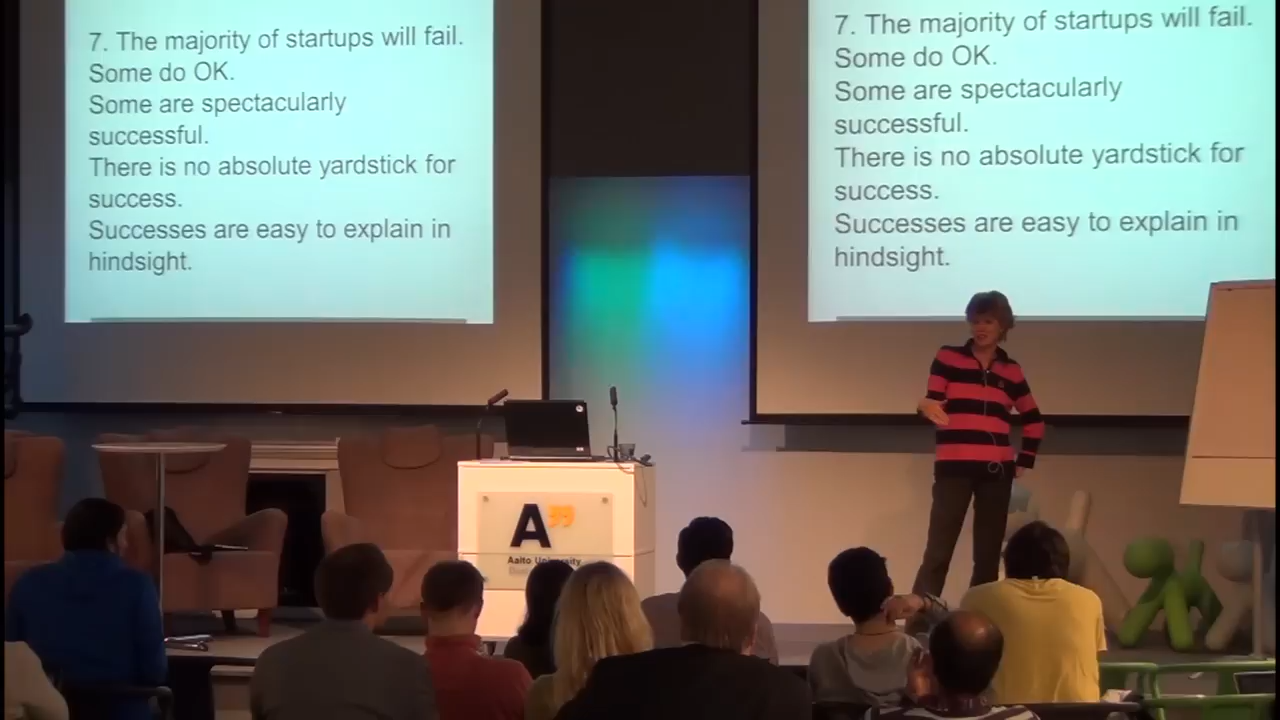 7. The majority of startups will fail.
Some do OK.
Some are spectacularly
successful.
There is no absolute yardstick for
success.
Successes are easy to explain in
hindsight.
7. The majority of startups will fail.
Some do OK.
Some are spectacularly
successful.
There is no absolute yardstick for
success.
Successes are easy to explain in
hindsight.
A"
Aalto University